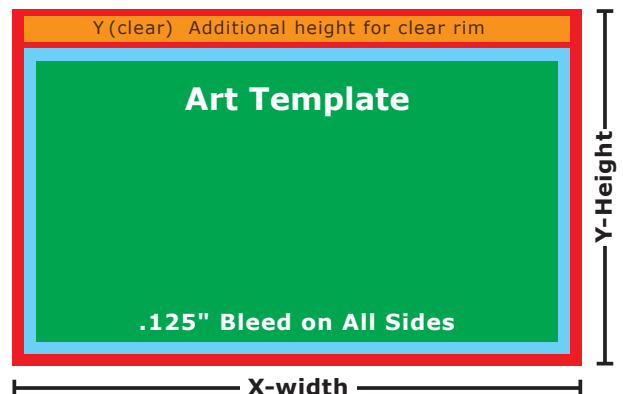 Y (clear) Additional height for clear rim
Art Template
Y-Height
.125" Bleed on All Sides
X-width